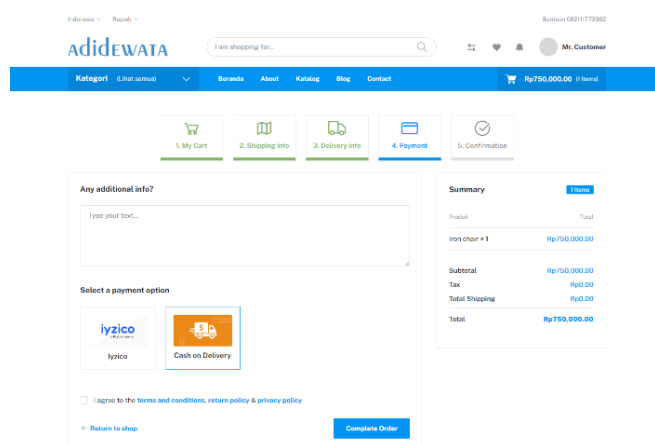 Indonesia Rupiah Bantuan 08211-773382
ADIDEWATA I am shopping for... Mr. Customer
Kategori (Lihat semua) Beranda About Katalog Blog Contact Rp750,000.00 (1 Items)
1. My Cart 2. Shipping info 3. Delivery info 4. Payment 5. Confirmation
Any additional info?
Type your text...
Select a payment option
iyzico
Iyzico
$
Cash on Delivery
I agree to the terms and conditions, return policy & privacy policy
Return to shop Complete Order
Summary 1 Items
Produk Total
Iron chair × 1 Rp750,000.00
Subtotal Rp750,000.00
Tax Rp0.00
Total Shipping Rp0.00
Total Rp750,000.00